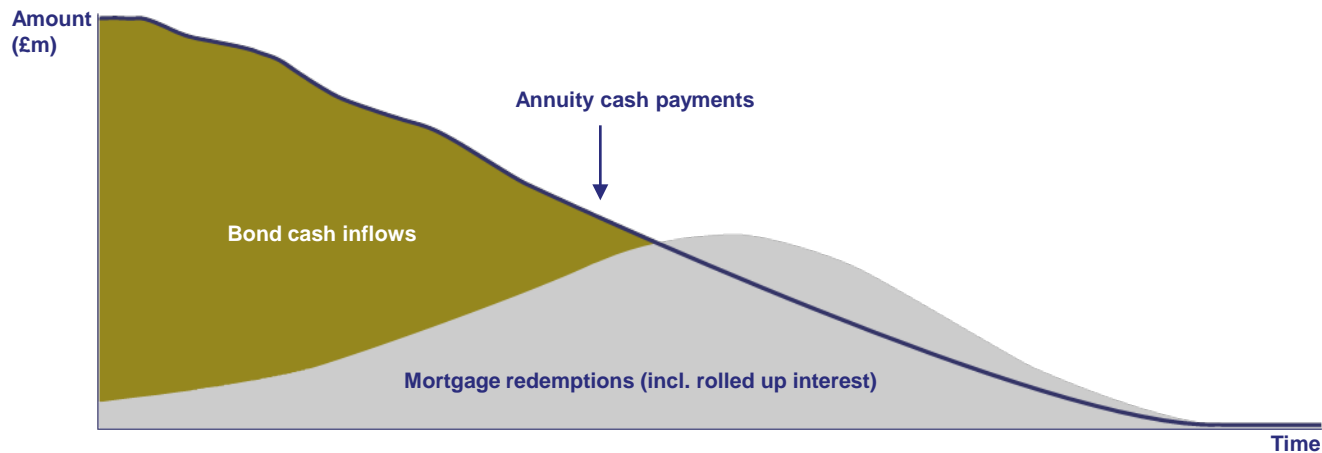 Amount
(£m)
Annuity cash payments
Bond cash inflows
Mortgage redemptions (incl. rolled up interest)
Time